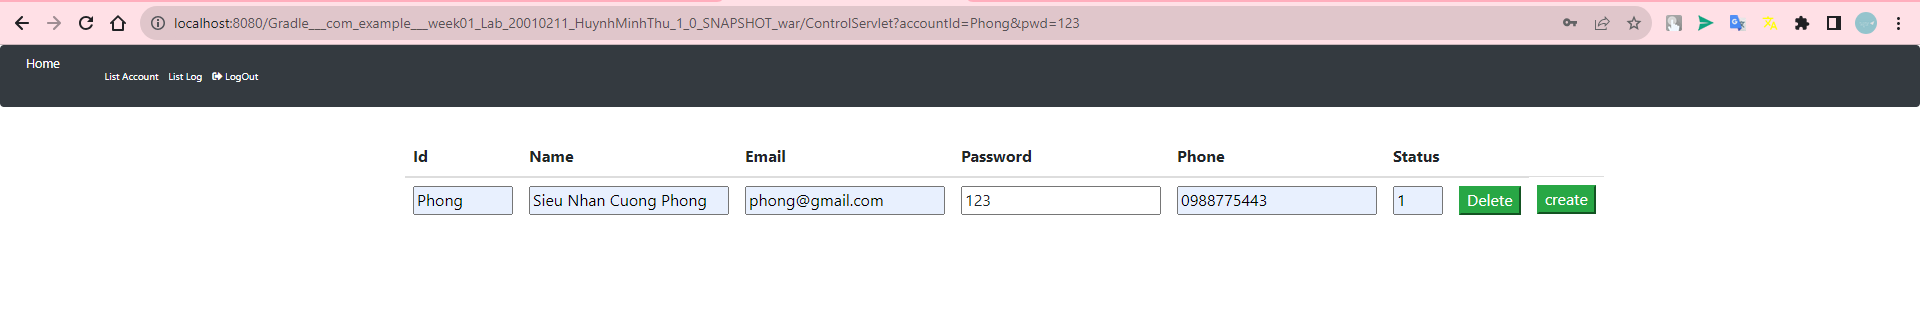 localhost:8080/Gradle___com_example___week01_Lab_20010211_HuynhMinhThu_1_0_SNAPSHOT_war/ControlServlet?accountId=Phong&pwd=123
Home
List Account List Log LogOut
Id Name Email Password Phone Status
Phong Sieu Nhan Cuong Phong phong@gmail.com 123 0988775443 1 Delete create